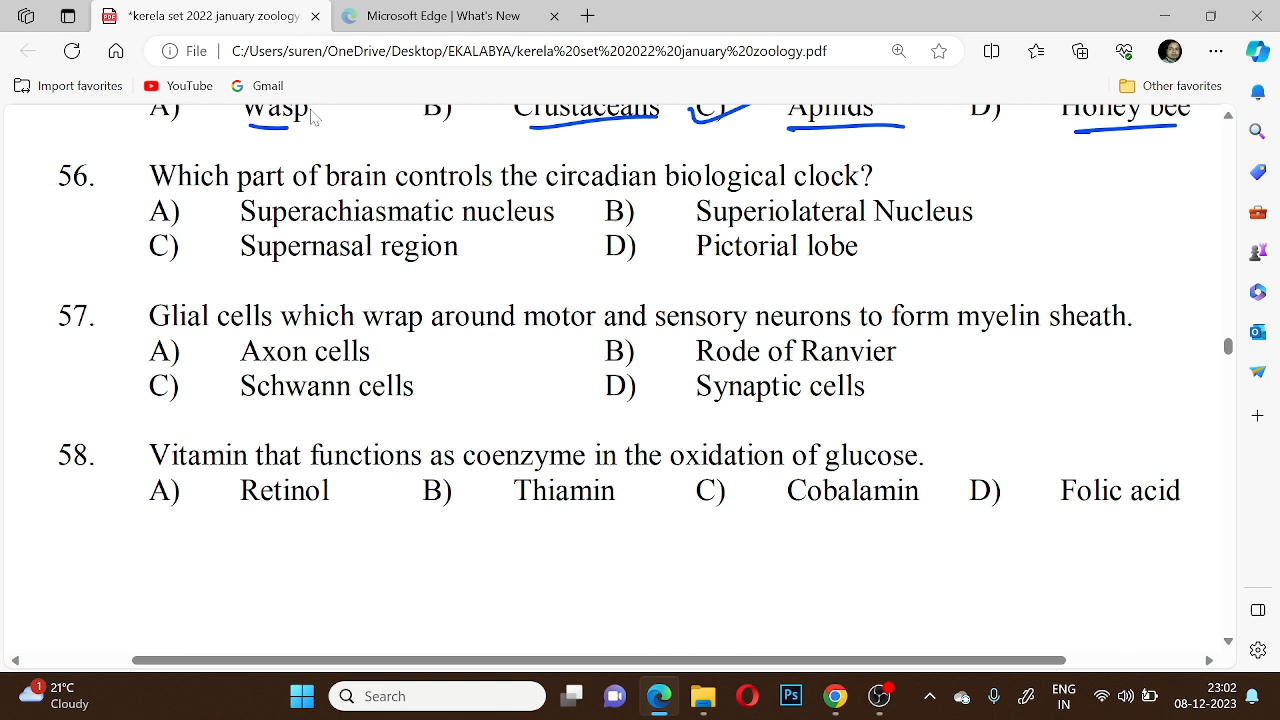 *kerela set 2022 january zoology
Microsoft Edge | What's New
File
C:/Users/suren/OneDrive/Desktop/EKALABYA/kerela%20set%202022%20january%20zoology.pdf
Import favorites
YouTube
Gmail
Other favorites
A) Wasp B) Crustaceans C) Aphids D) Honey bee
56. Which part of brain controls the circadian biological clock?
A) Superachiasmatic nucleus B) Superiolateral Nucleus
C) Supernasal region D) Pictorial lobe
57. Glial cells which wrap around motor and sensory neurons to form myelin sheath.
A) Axon cells B) Rode of Ranvier
C) Schwann cells D) Synaptic cells
58. Vitamin that functions as coenzyme in the oxidation of glucose.
A) Retinol B) Thiamin C) Cobalamin D) Folic acid
1
21°C
Cloudy
Search
Ps
ENG
IN
23:02
08-12-2023